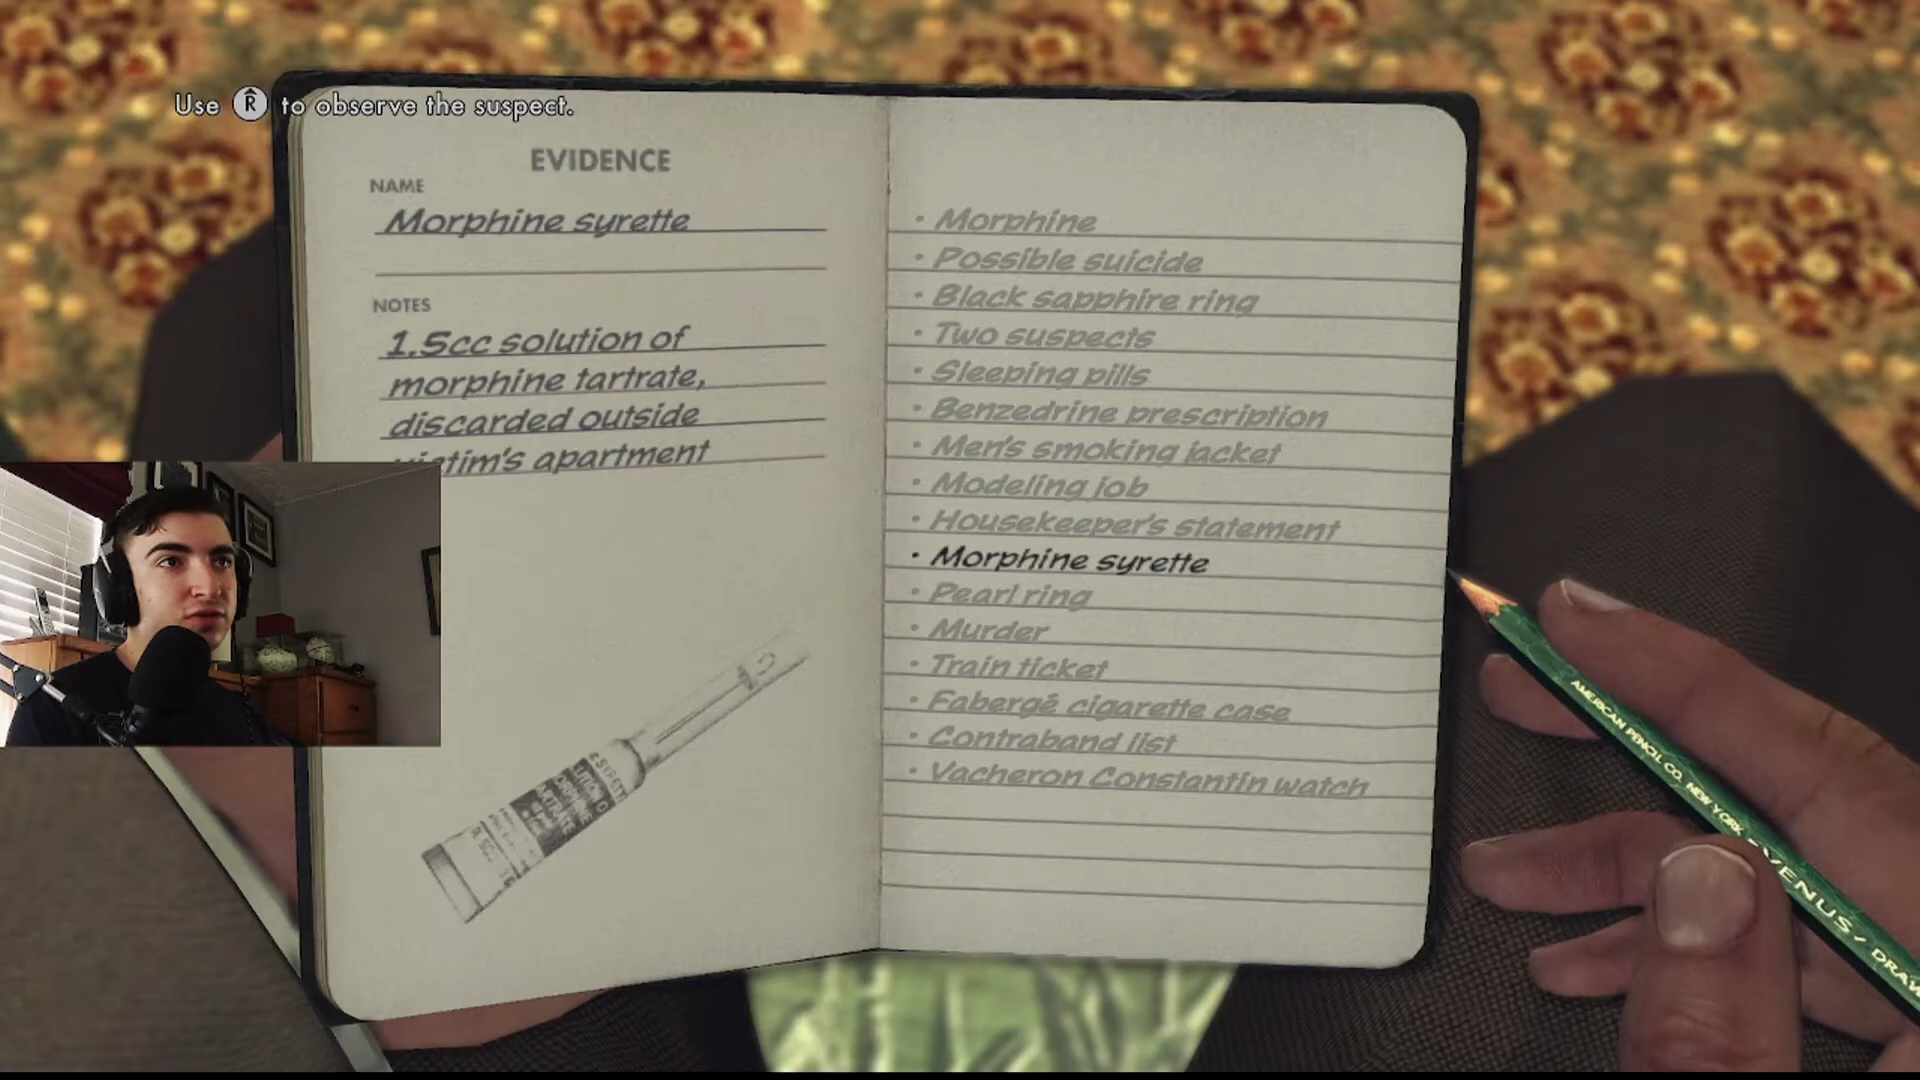 Use R to observe the suspect.
EVIDENCE
NAME
Morphine syrette
NOTES
1.5cc solution of
morphine tartrate,
discarded outside
victim's apartment
• Morphine
• Possible suicide
• Black sapphire ring
• Two suspects
• Sleeping pills
• Benzedrine prescription
• Men's smoking jacket
• Modeling job
• Housekeeper's statement
• Morphine syrette
• Pearl ring
• Murder
• Train ticket
• Fabergé cigarette case
• Contraband list
• Vacheron Constantin watch
AMERICAN PENCIL CO. NEW YORK VENUS / DRAW